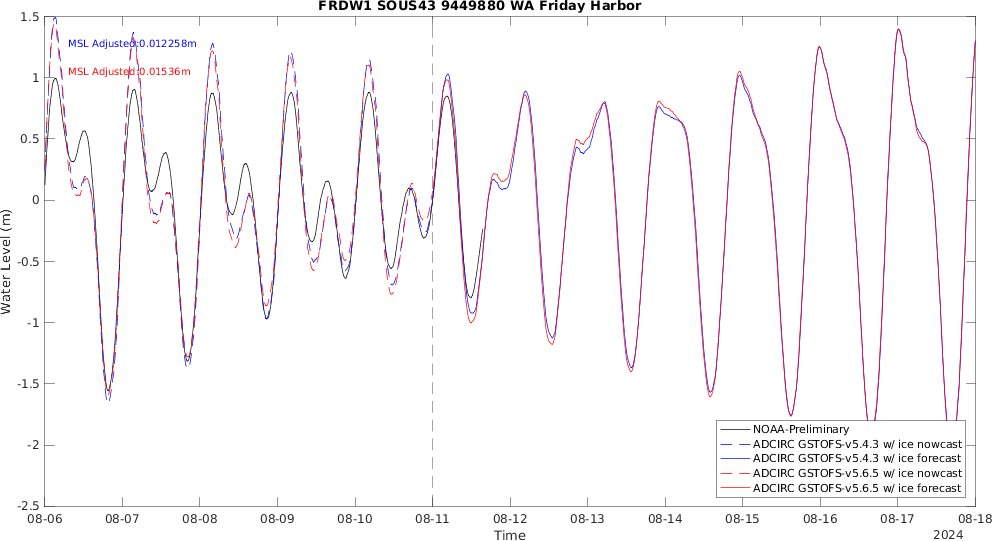 FRDW1 SOUS43 9449880 WA Friday Harbor
MSL Adjusted:0.012258m
MSL Adjusted:0.01536m
Water Level (m)
1.5
1
0.5
0
-0.5
-1
-1.5
-2
-2.5
NOAA-Preliminary
ADCIRC GSTOFS-v5.4.3 w/ ice nowcast
ADCIRC GSTOFS-v5.4.3 w/ ice forecast
ADCIRC GSTOFS-v5.6.5 w/ ice nowcast
ADCIRC GSTOFS-v5.6.5 w/ ice forecast
08-06 08-07 08-08 08-09 08-10 08-11 08-12 08-13 08-14 08-15 08-16 08-17 08-18
Time
2024